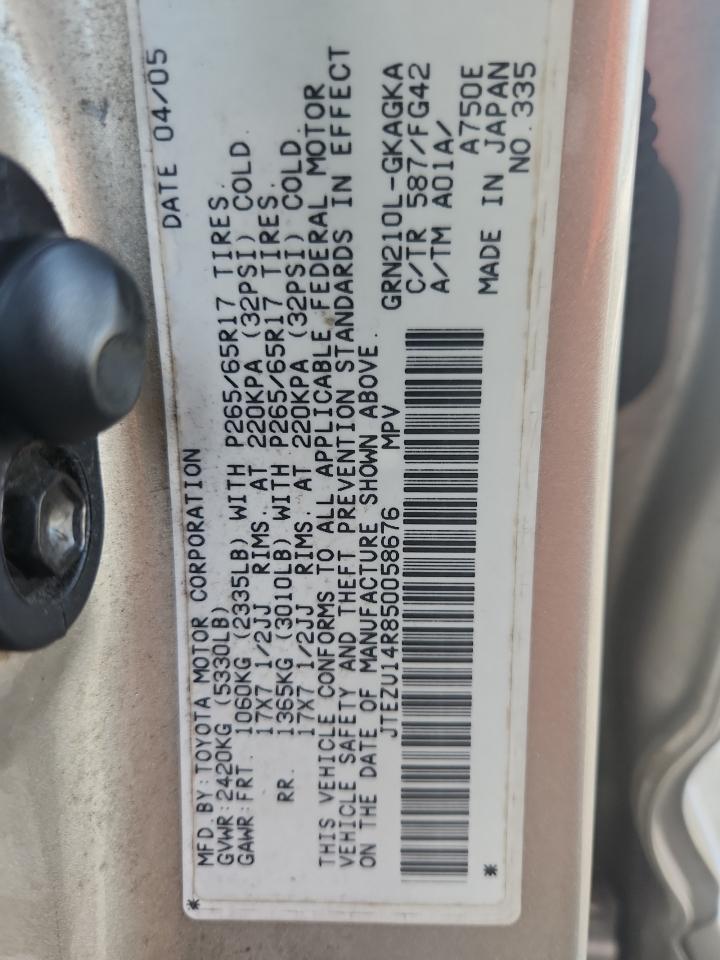 MFD. BY: TOYOTA MOTOR CORPORATION DATE 04/05
GVWR: 2420KG (5330LB)
GAWR: FRT. 1060KG (2335LB) WITH P265/65R17 TIRES.
17X7 1/2JJ RIMS. AT 220KPA (32PSI) COLD.
RR. 1365KG (3010LB) WITH P265/65R17 TIRES.
17X7 1/2JJ RIMS AT 220KPA (32PSI) COLD
THIS VEHICLE CONFORMS TO ALL APPLICABLE FEDERAL MOTOR
VEHICLE SAFETY AND THEFT PREVENTION STANDARDS IN EFFECT
ON THE DATE OF MANUFACTURE SHOWN ABOVE.
JTEZU14R850058676 MPV
GRN210L-GKAGKA
C/TR 587/FG42
A/TM A01A/ A750E
MADE IN JAPAN
NO.335